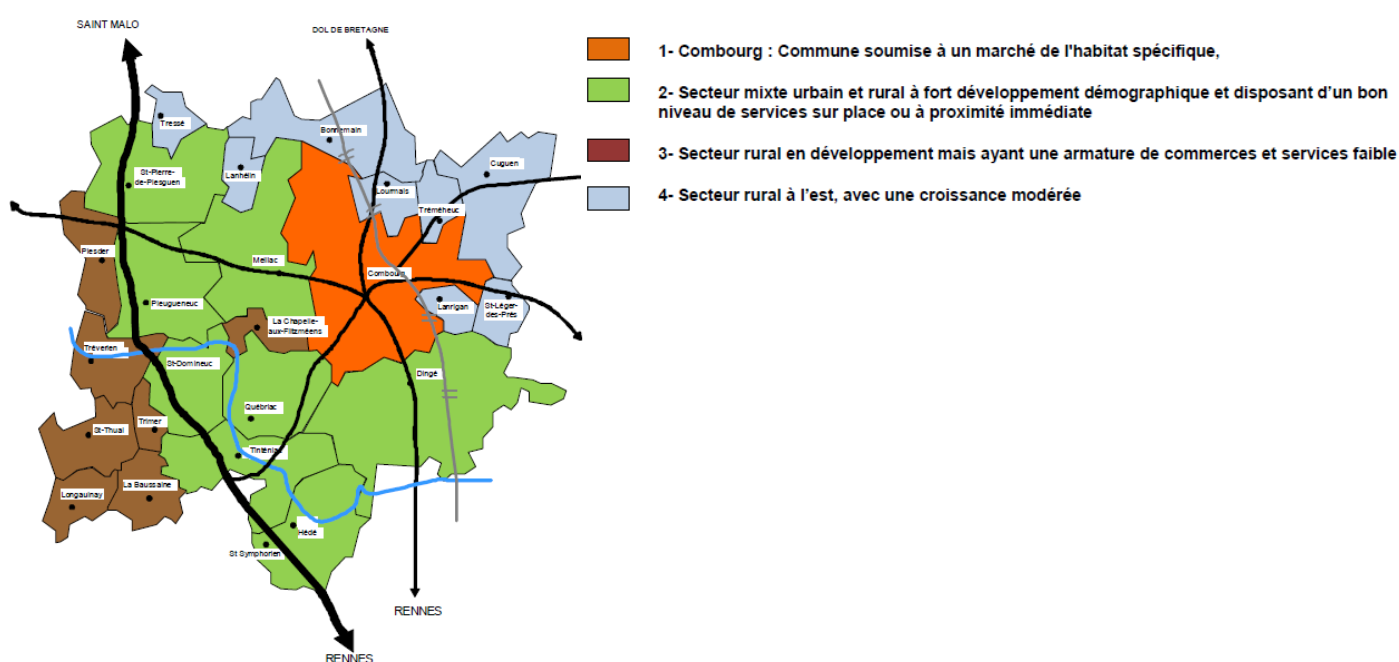 SAINT MALO
DOL DE BRETAGNE
1- Combourg : Commune soumise à un marché de l'habitat spécifique,
2- Secteur mixte urbain et rural à fort développement démographique et disposant d'un bon
niveau de services sur place ou à proximité immédiate
3- Secteur rural en développement mais ayant une armature de commerces et services faible
4- Secteur rural à l'est, avec une croissance modérée
Tressé
Bonnemain
Lanhélin
Cuguen
St-Pierre-
de-Plesguen
Lourmais
Tréméheuc
Plesder
Meillac
Combourg
Pleugueneuc
Lanrigan
St-Léger-
des-Prés
La Chapelle-
aux-Filtzméens
Tréverien
St-Domineuc
Dingé
Québriac
St-Thual
Trimer
Tinténiac
Longaulnay
La Baussaine
Hédé
St Symphorien
RENNES
RENNES